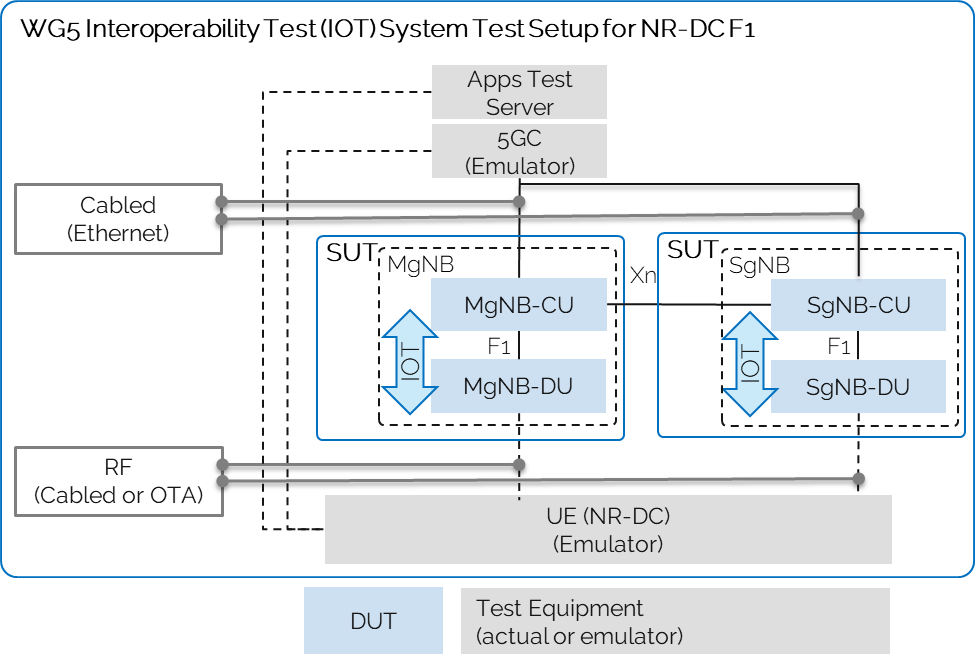 WG5 Interoperability Test (IOT) System Test Setup for NR-DC F1
Apps Test
Server
5GC
(Emulator)
Cabled
(Ethernet)
SUT
MgNB
MgNB-CU
F1
IOT
MgNB-DU
Xn
SUT
SgNB
SgNB-CU
F1
IOT
SgNB-DU
RF
(Cabled or OTA)
UE (NR-DC)
(Emulator)
DUT
Test Equipment
(actual or emulator)